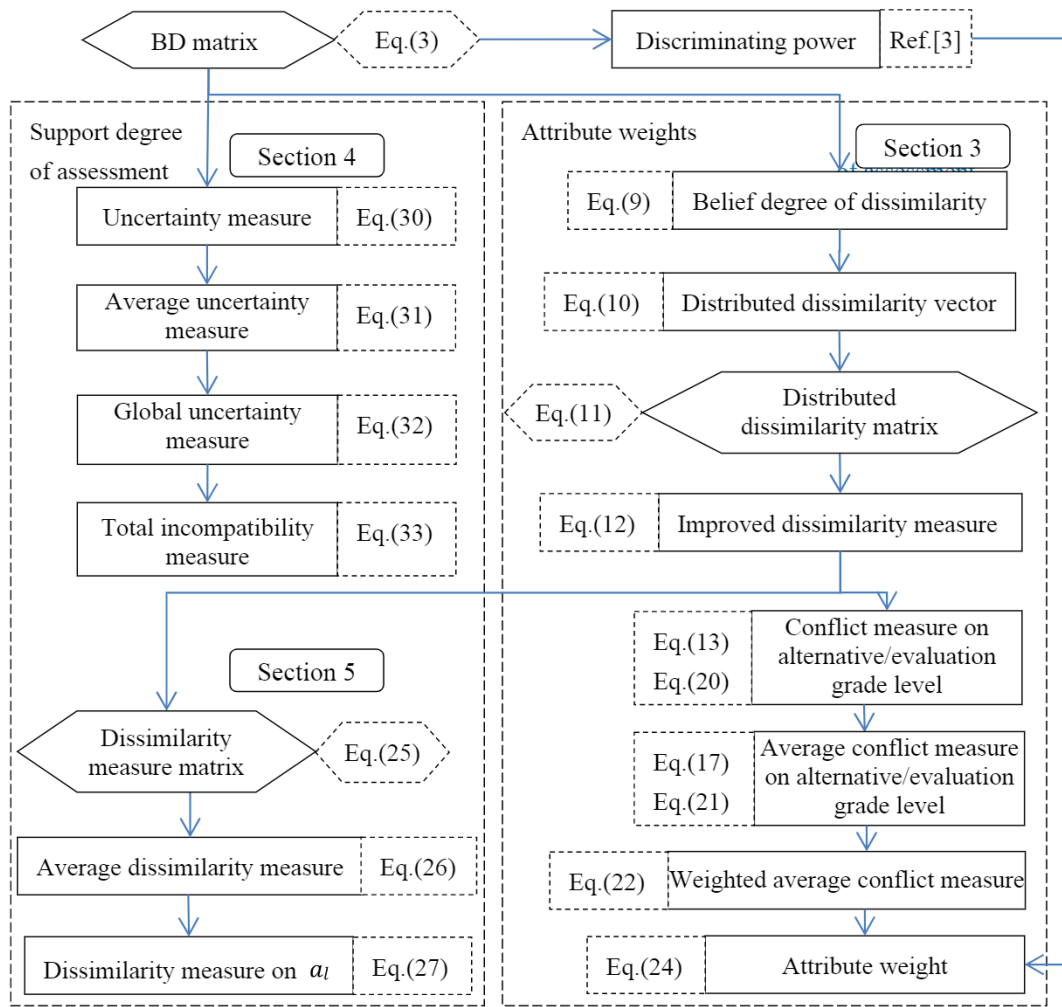 BD matrix
Eq.(3)
Discriminating power
Ref.[3]
Support degree
of assessment
Section 4
Uncertainty measure
Eq.(30)
Average uncertainty
measure
Eq.(31)
Global uncertainty
measure
Eq.(32)
Total incompatibility
measure
Eq.(33)
Section 5
Dissimilarity
measure matrix
Eq.(25)
Average dissimilarity measure
Eq.(26)
Dissimilarity measure on aₗ
Eq.(27)
Attribute weights
Section 3
Eq.(9)
Belief degree of dissimilarity
Eq.(10)
Distributed dissimilarity vector
Eq.(11)
Distributed
dissimilarity matrix
Eq.(12)
Improved dissimilarity measure
Eq.(13)
Eq.(20)
Conflict measure on
alternative/evaluation
grade level
Eq.(17)
Eq.(21)
Average conflict measure
on alternative/evaluation
grade level
Eq.(22)
Weighted average conflict measure
Eq.(24)
Attribute weight